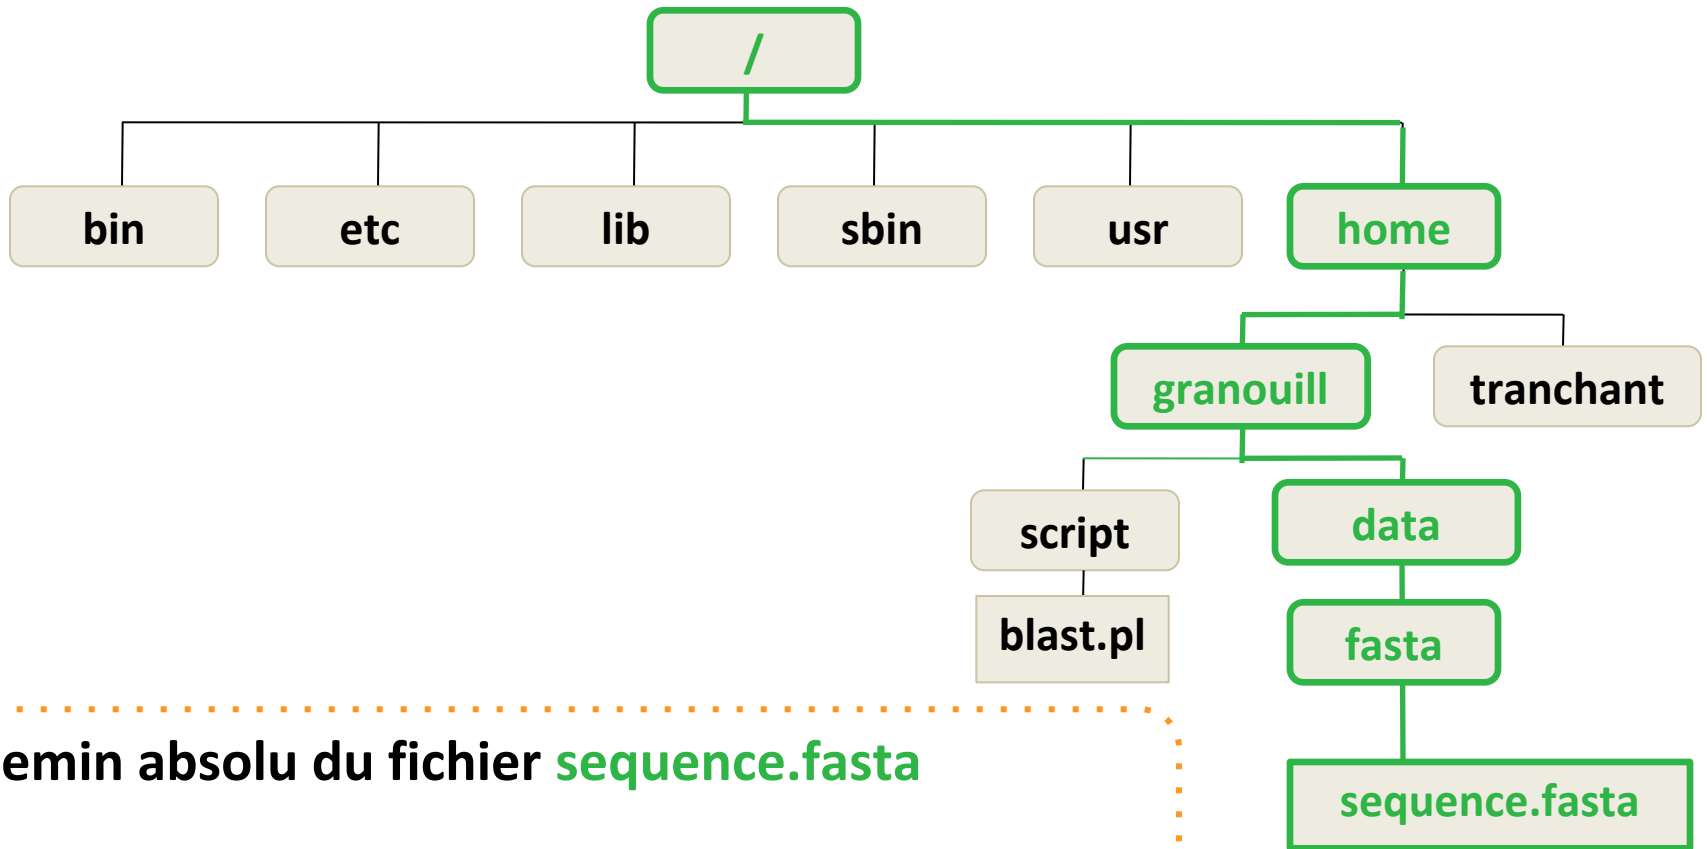 /
bin etc lib sbin usr home
granouill tranchant
script data
blast.pl fasta
emin absolu du fichier sequence.fasta
sequence.fasta